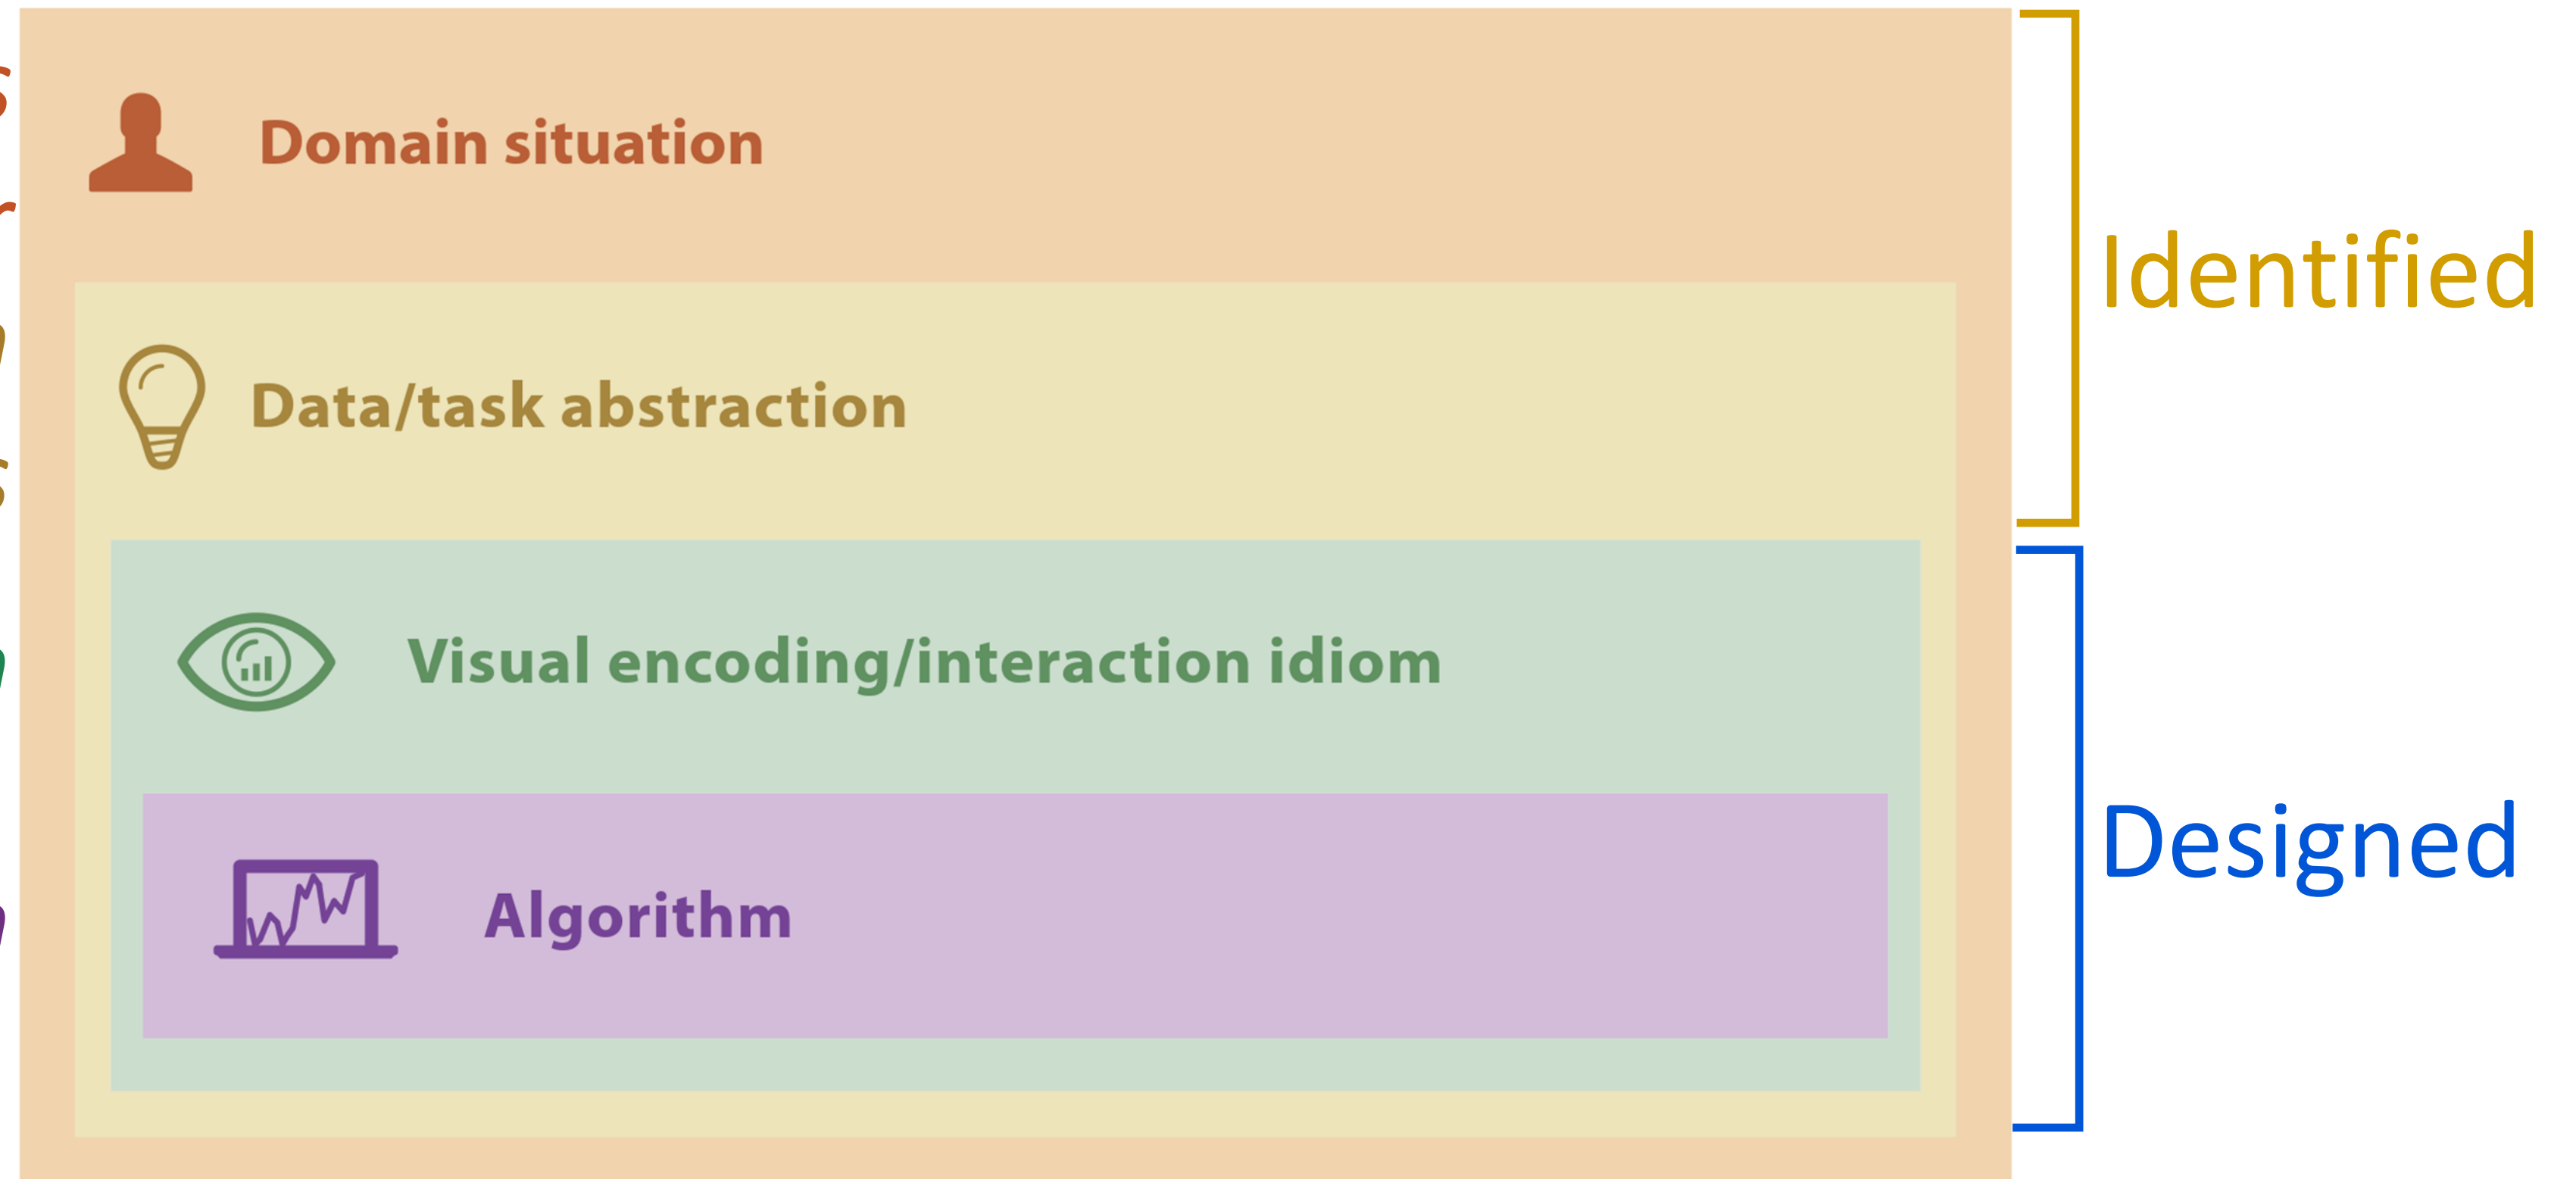 Domain situation
Identified
Data/task abstraction
Visual encoding/interaction idiom
Designed
Algorithm